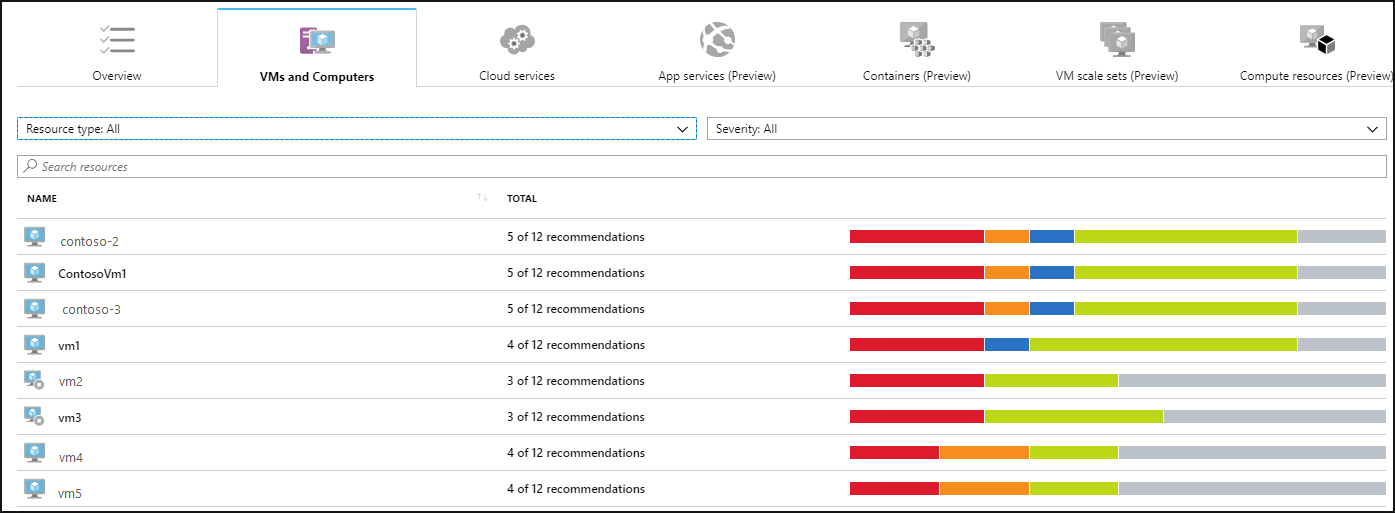 Overview
VMs and Computers
Cloud services
App services (Preview)
Containers (Preview)
VM scale sets (Preview)
Compute resources (Preview)
Resource type: All
Severity: All
Search resources
NAME TOTAL
contoso-2 5 of 12 recommendations
ContosoVm1 5 of 12 recommendations
contoso-3 5 of 12 recommendations
vm1 4 of 12 recommendations
vm2 3 of 12 recommendations
vm3 3 of 12 recommendations
vm4 4 of 12 recommendations
vm5 4 of 12 recommendations